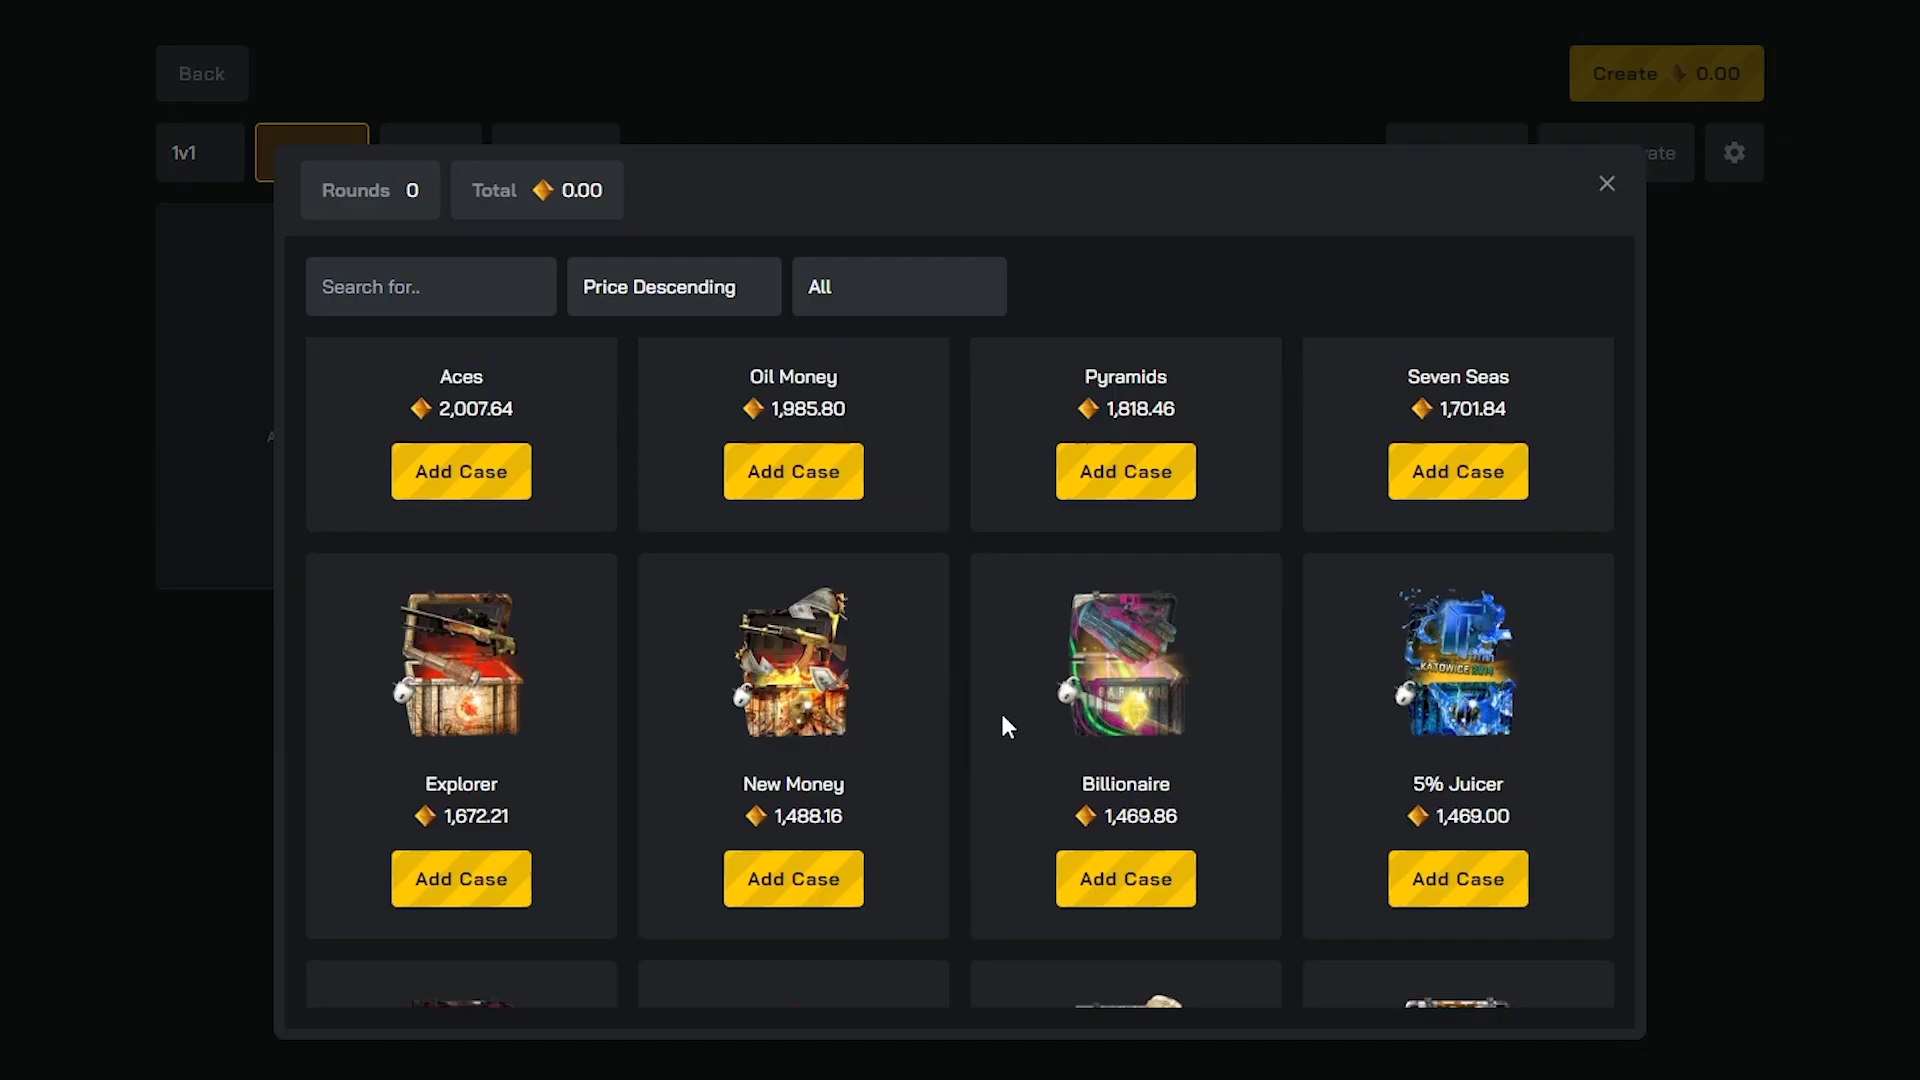 Back
Create 0.00
1v1
rate
Rounds 0
Total 0.00
Search for..
Price Descending
All
Aces
2,007.64
Add Case
Oil Money
1,985.80
Add Case
Pyramids
1,818.46
Add Case
Seven Seas
1,701.84
Add Case
Explorer
1,672.21
Add Case
New Money
1,488.16
Add Case
Billionaire
1,469.86
Add Case
KATOWICE 2014
5% Juicer
1,469.00
Add Case